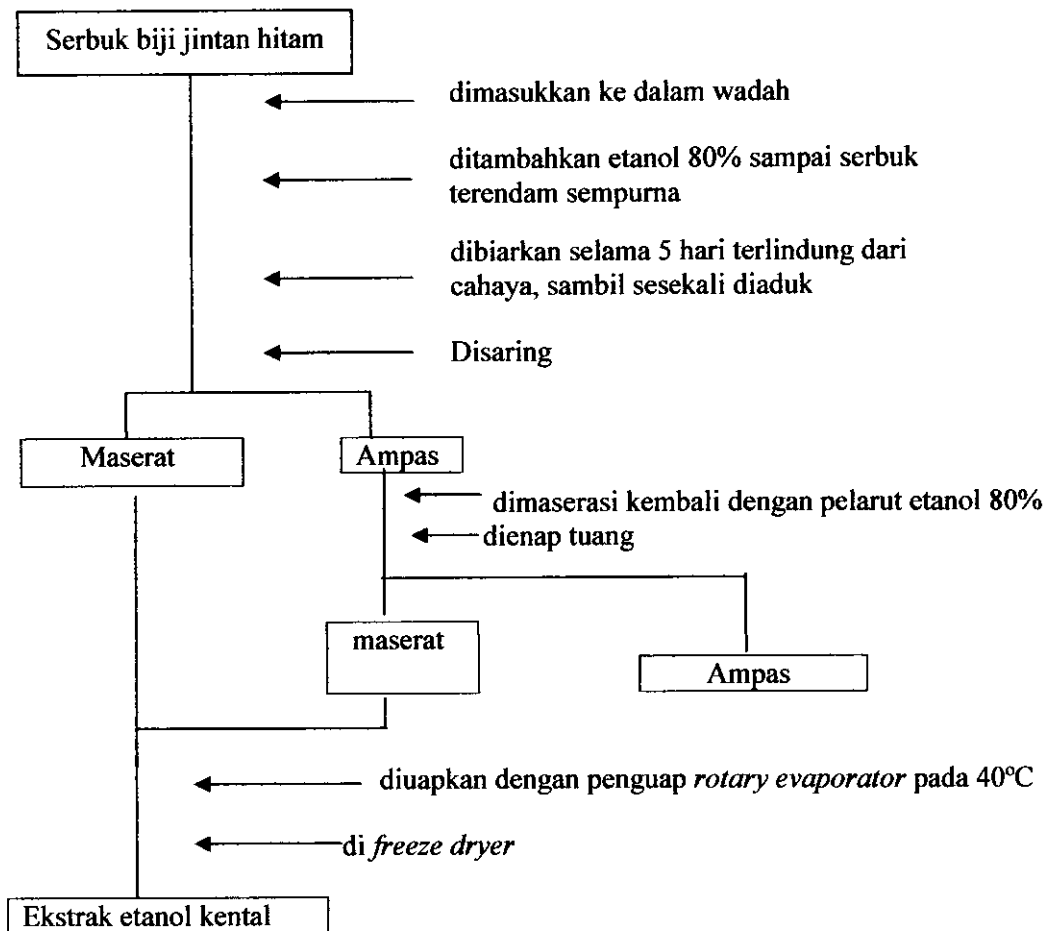 Serbuk biji jintan hitam
dimasukkan ke dalam wadah
ditambahkan etanol 80% sampai serbuk
terendam sempurna
dibiarkan selama 5 hari terlindung dari
cahaya, sambil sesekali diaduk
Disaring
Maserat
Ampas
dimaserasi kembali dengan pelarut etanol 80%
dienap tuang
maserat
Ampas
diuapkan dengan penguap rotary evaporator pada 40ºC
di freeze dryer
Ekstrak etanol kental